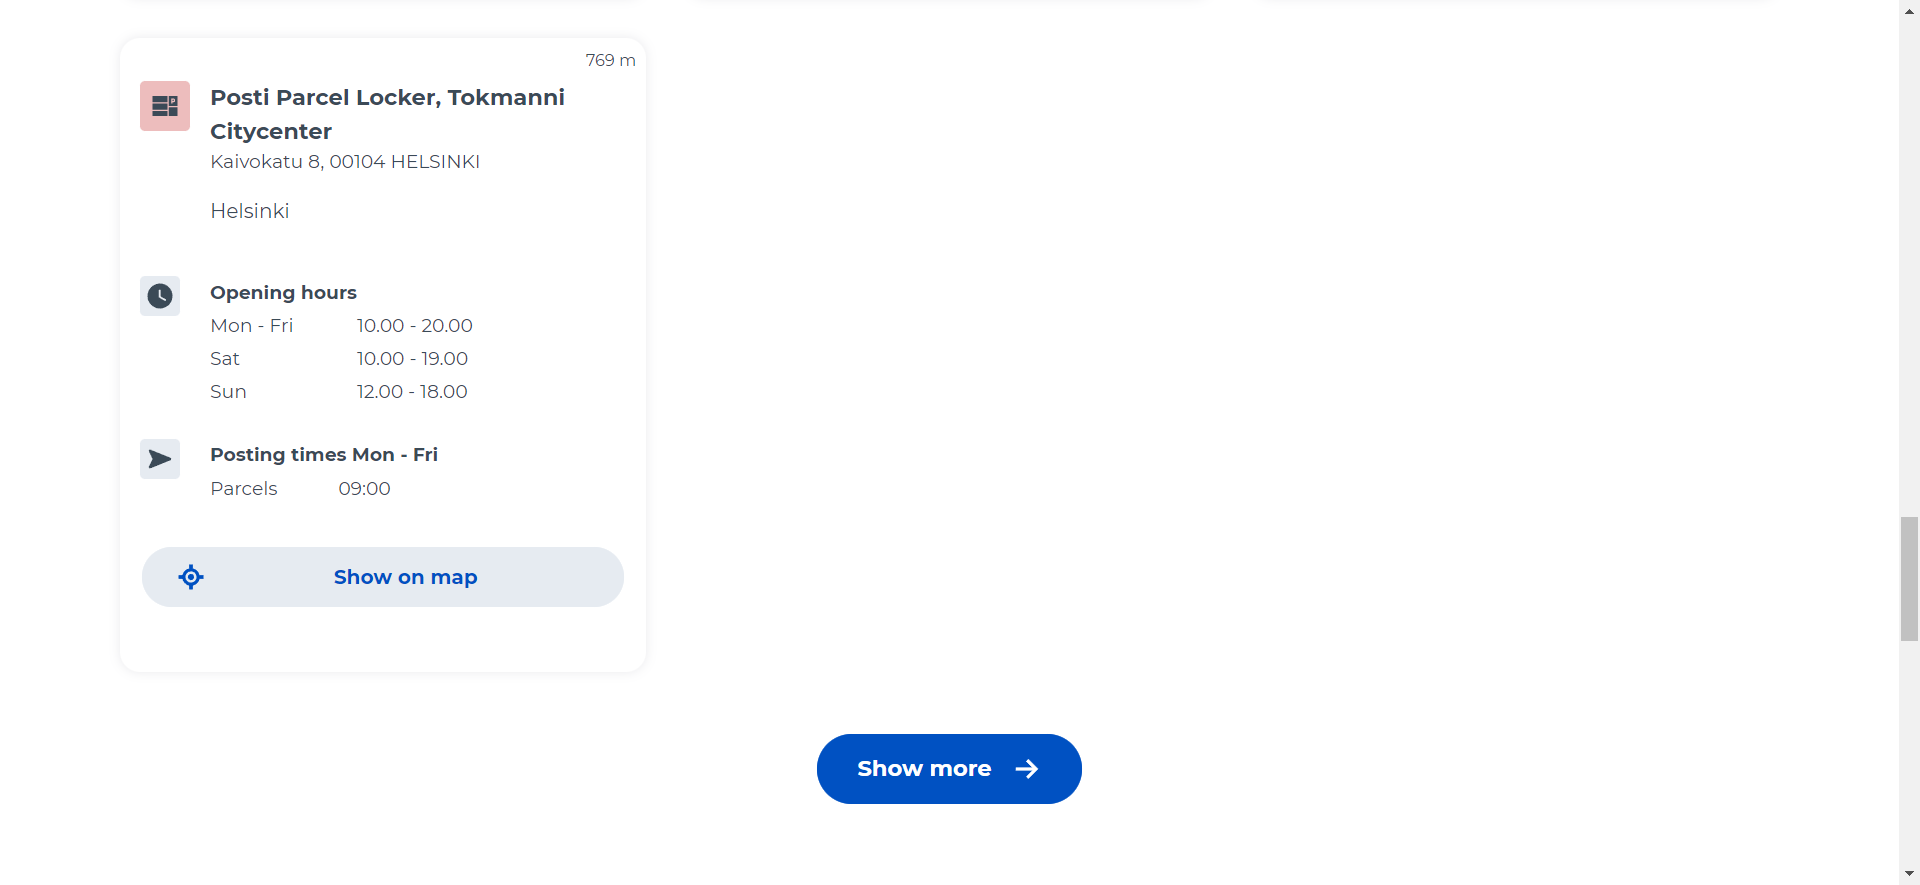 769 m
Posti Parcel Locker, Tokmanni
Citycenter
Kaivokatu 8, 00104 HELSINKI
Helsinki
Opening hours
Mon - Fri 10.00 - 20.00
Sat 10.00 - 19.00
Sun 12.00 - 18.00
Posting times Mon - Fri
Parcels 09:00
Show on map
Show more